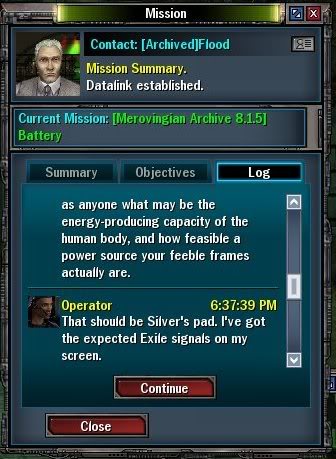 Mission
Contact: [Archived]Flood
Mission Summary.
Datalink established.
Current Mission: [Merovingian Archive 8.1.5]
Battery
Summary
Objectives
Log
as anyone what may be the
energy-producing capacity of the
human body, and how feasible a
power source your feeble frames
actually are.
Operator 6:37:39 PM
That should be Silver's pad. I've got
the expected Exile signals on my
screen.
Continue
Close